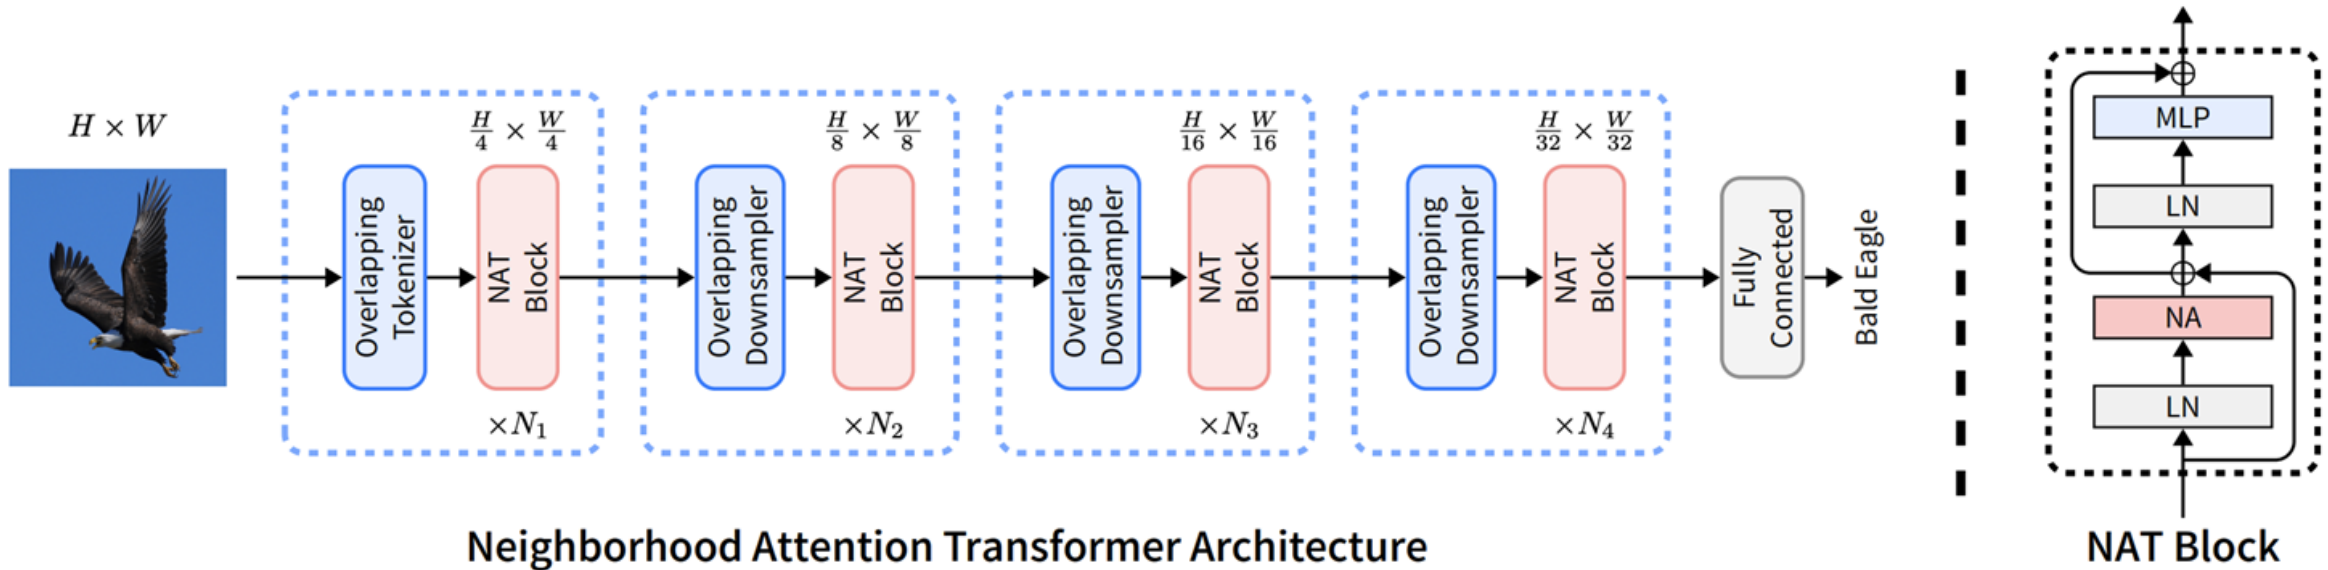 H × W
H/4 × W/4
Overlapping
Tokenizer
NAT
Block
×N₁
H/8 × W/8
Overlapping
Downsampler
NAT
Block
×N₂
H/16 × W/16
Overlapping
Downsampler
NAT
Block
×N₃
H/32 × W/32
Overlapping
Downsampler
NAT
Block
×N₄
Fully
Connected
Bald Eagle
Neighborhood Attention Transformer Architecture
MLP
LN
NA
LN
NAT Block